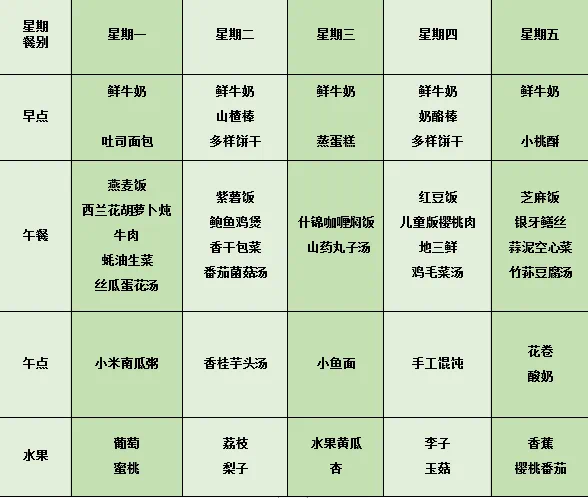 星期
餐别
星期一
星期二
星期三
星期四
星期五
早点
鲜牛奶
吐司面包
鲜牛奶
山楂棒
多样饼干
鲜牛奶
蒸蛋糕
鲜牛奶
奶酪棒
多样饼干
鲜牛奶
小桃酥
午餐
燕麦饭
西兰花胡萝卜炖
牛肉
蚝油生菜
丝瓜蛋花汤
紫薯饭
鲍鱼鸡煲
香干包菜
番茄菌菇汤
什锦咖喱焖饭
山药丸子汤
红豆饭
儿童版樱桃肉
地三鲜
鸡毛菜汤
芝麻饭
银牙鳝丝
蒜泥空心菜
竹荪豆腐汤
午点
小米南瓜粥
香桂芋头汤
小鱼面
手工馄饨
花卷
酸奶
水果
葡萄
蜜桃
荔枝
梨子
水果黄瓜
杏
李子
玉菇
香蕉
樱桃番茄